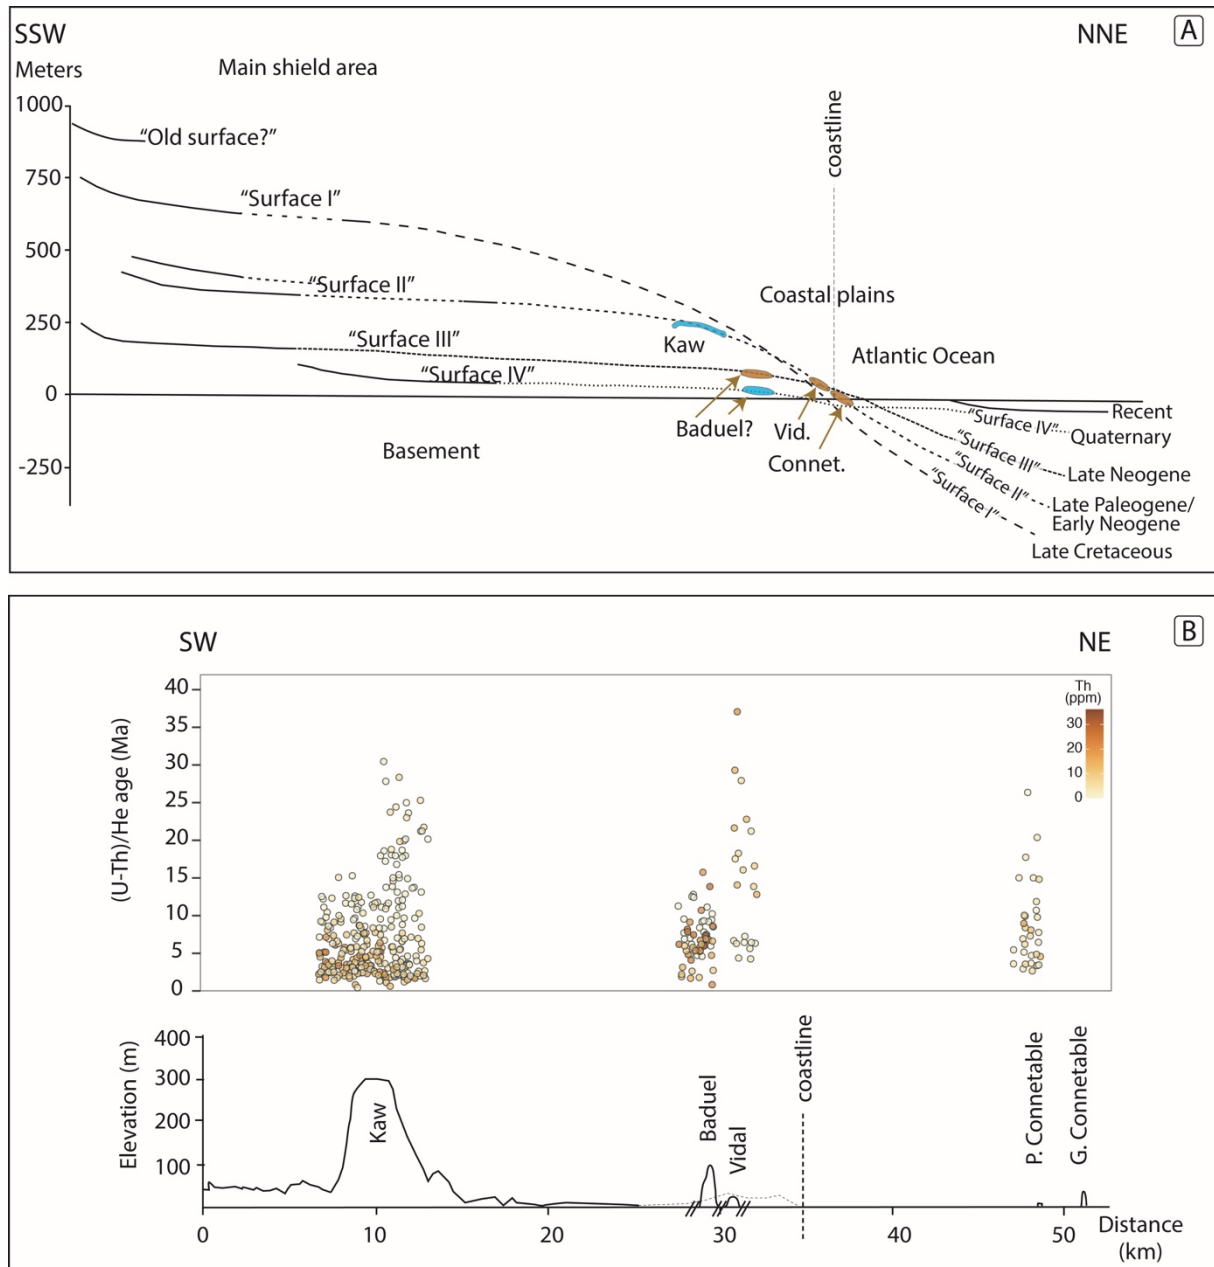 SSW
NNE
A
Meters
Main shield area
1000
"Old surface?"
coastline
750
"Surface I"
500
"Surface II"
Coastal plains
250
Kaw
"Surface III"
Atlantic Ocean
"Surface IV"
0
Baduel?
Vid.
Connet.
Basement
-250
"Surface IV"
"Surface III"
"Surface II"
"Surface I"
Recent
Quaternary
Late Neogene
Late Paleogene/
Early Neogene
Late Cretaceous
SW
NE
B
(U-Th)/He age (Ma)
40
35
30
25
20
15
10
5
0
Th
(ppm)
30
20
10
0
Elevation (m)
400
300
200
100
Kaw
Baduel
Vidal
coastline
P. Connetable
G. Connetable
0
10
20
30
40
50
Distance
(km)